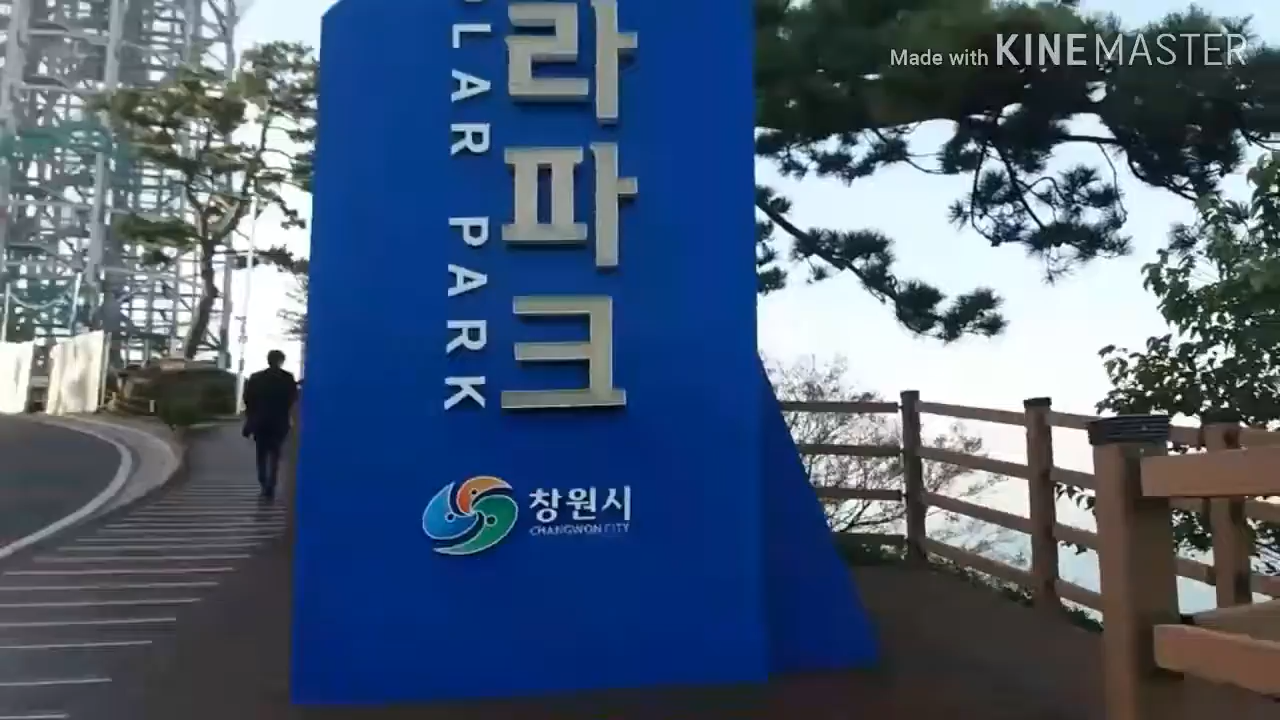 Made with KINEMASTER
LAR PARK
라파크
창원시
CHANGWON CITY